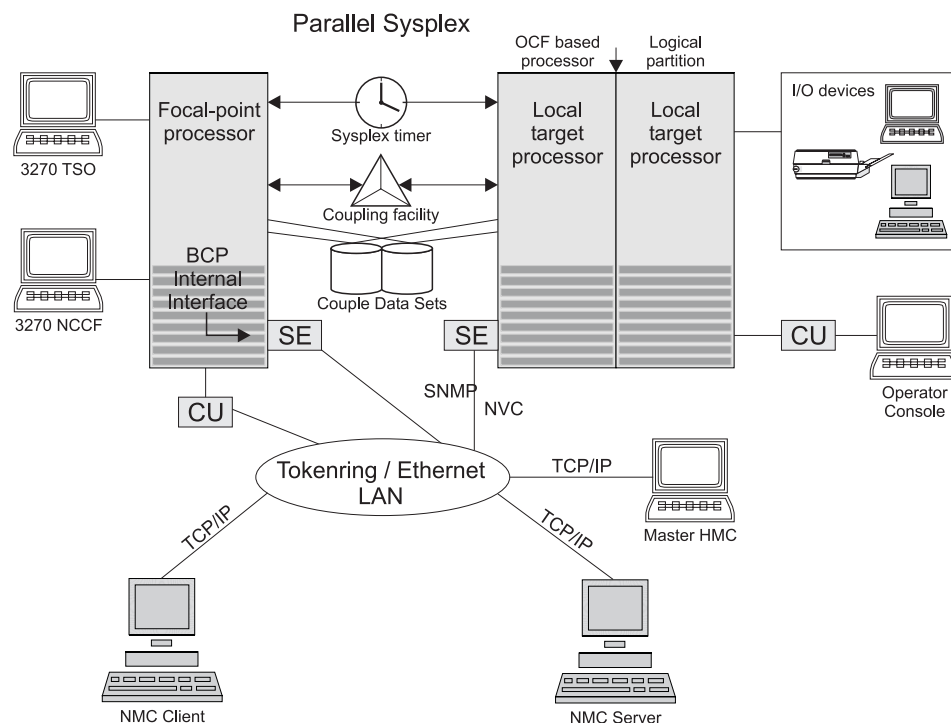 Parallel Sysplex
OCF based
processor
Logical
partition
3270 TSO
Focal-point
processor
Sysplex timer
Local
target
processor
Local
target
processor
I/O devices
Coupling facility
3270 NCCF
BCP
Internal
Interface
Couple Data Sets
SE
SE
CU
Operator
Console
CU
SNMP
NVC
Tokenring / Ethernet
LAN
TCP/IP
Master HMC
TCP/IP
TCP/IP
NMC Client
NMC Server